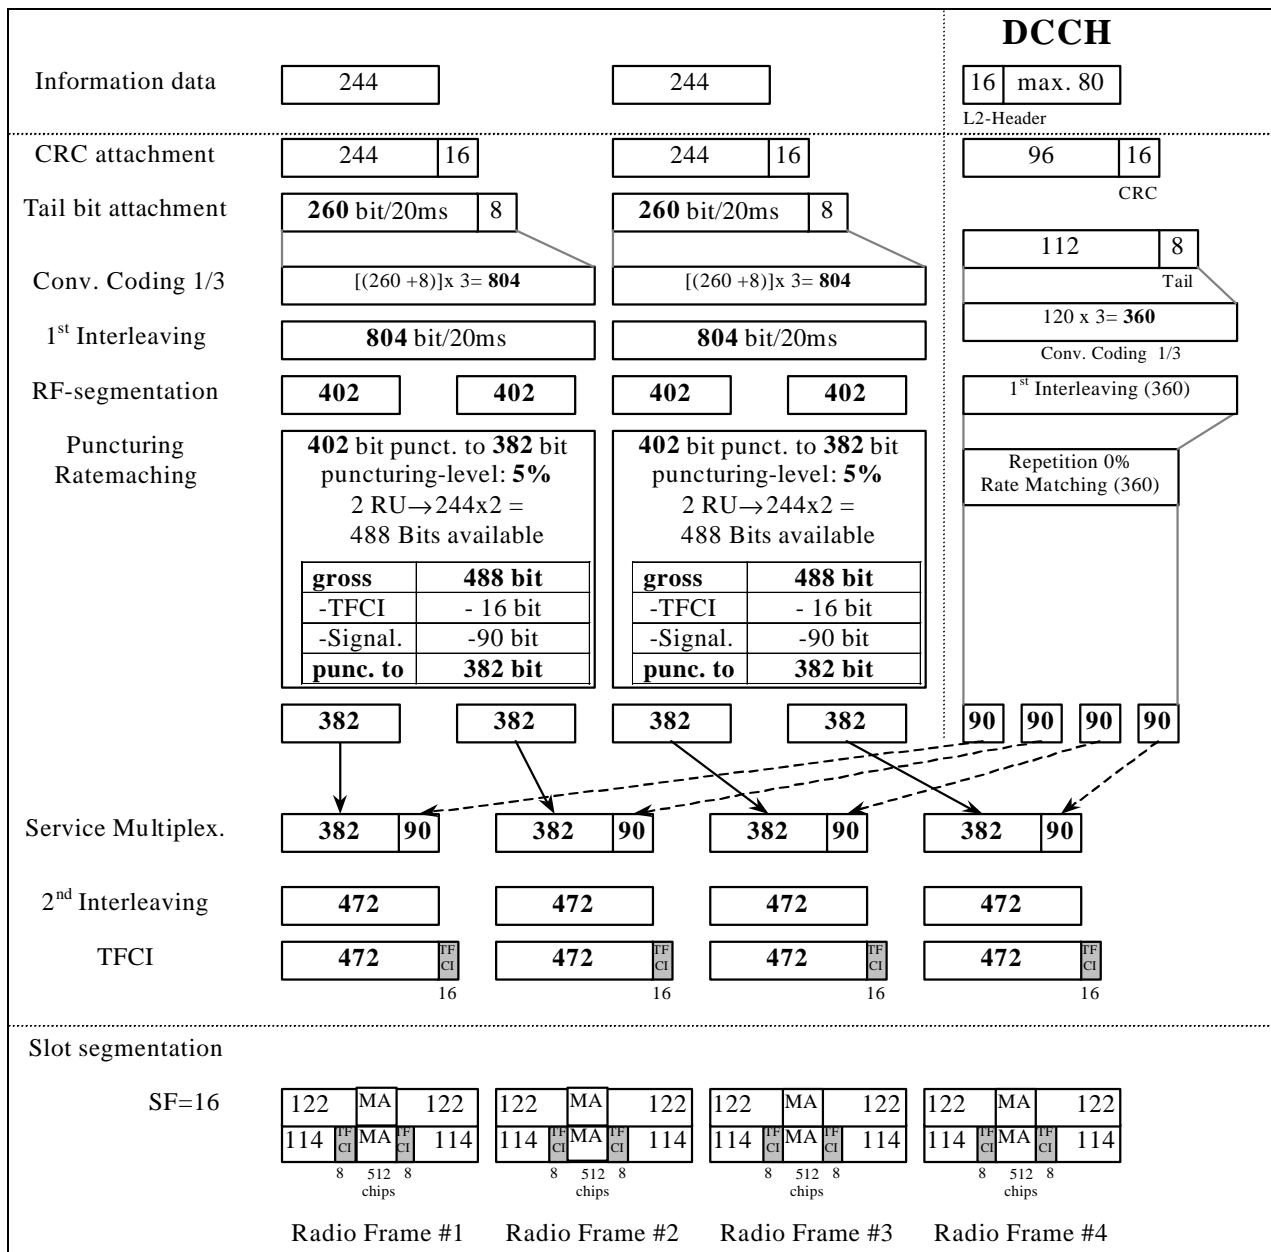 DCCH
Information data 244 244 16 max. 80
L2-Header
CRC attachment 244 16 244 16 96 16
CRC
Tail bit attachment 260 bit/20ms 8 260 bit/20ms 8
112 8
Tail
Conv. Coding 1/3 [(260 +8)]x 3= 804 [(260 +8)]x 3= 804
120 x 3= 360
Conv. Coding 1/3
1st Interleaving 804 bit/20ms 804 bit/20ms
RF-segmentation 402 402 402 402 1st Interleaving (360)
Puncturing
Ratemaching
402 bit punct. to 382 bit
puncturing-level: 5%
2 RU→244x2 =
488 Bits available
gross 488 bit
-TFCI - 16 bit
-Signal. -90 bit
punc. to 382 bit
402 bit punct. to 382 bit
puncturing-level: 5%
2 RU→244x2 =
488 Bits available
gross 488 bit
-TFCI - 16 bit
-Signal. -90 bit
punc. to 382 bit
Repetition 0%
Rate Matching (360)
382 382 382 382 90 90 90 90
Service Multiplex. 382 90 382 90 382 90 382 90
2nd Interleaving 472 472 472 472
TFCI 472 TF CI 472 TF CI 472 TF CI 472 TF CI
16 16 16 16
Slot segmentation
SF=16 122 MA 122 122 MA 122 122 MA 122 122 MA 122
114 TF CI MA TF CI 114 114 TF CI MA TF CI 114 114 TF CI MA TF CI 114 114 TF CI MA TF CI 114
8 512 8 8 512 8 8 512 8 8 512 8
chips chips chips chips
Radio Frame #1 Radio Frame #2 Radio Frame #3 Radio Frame #4